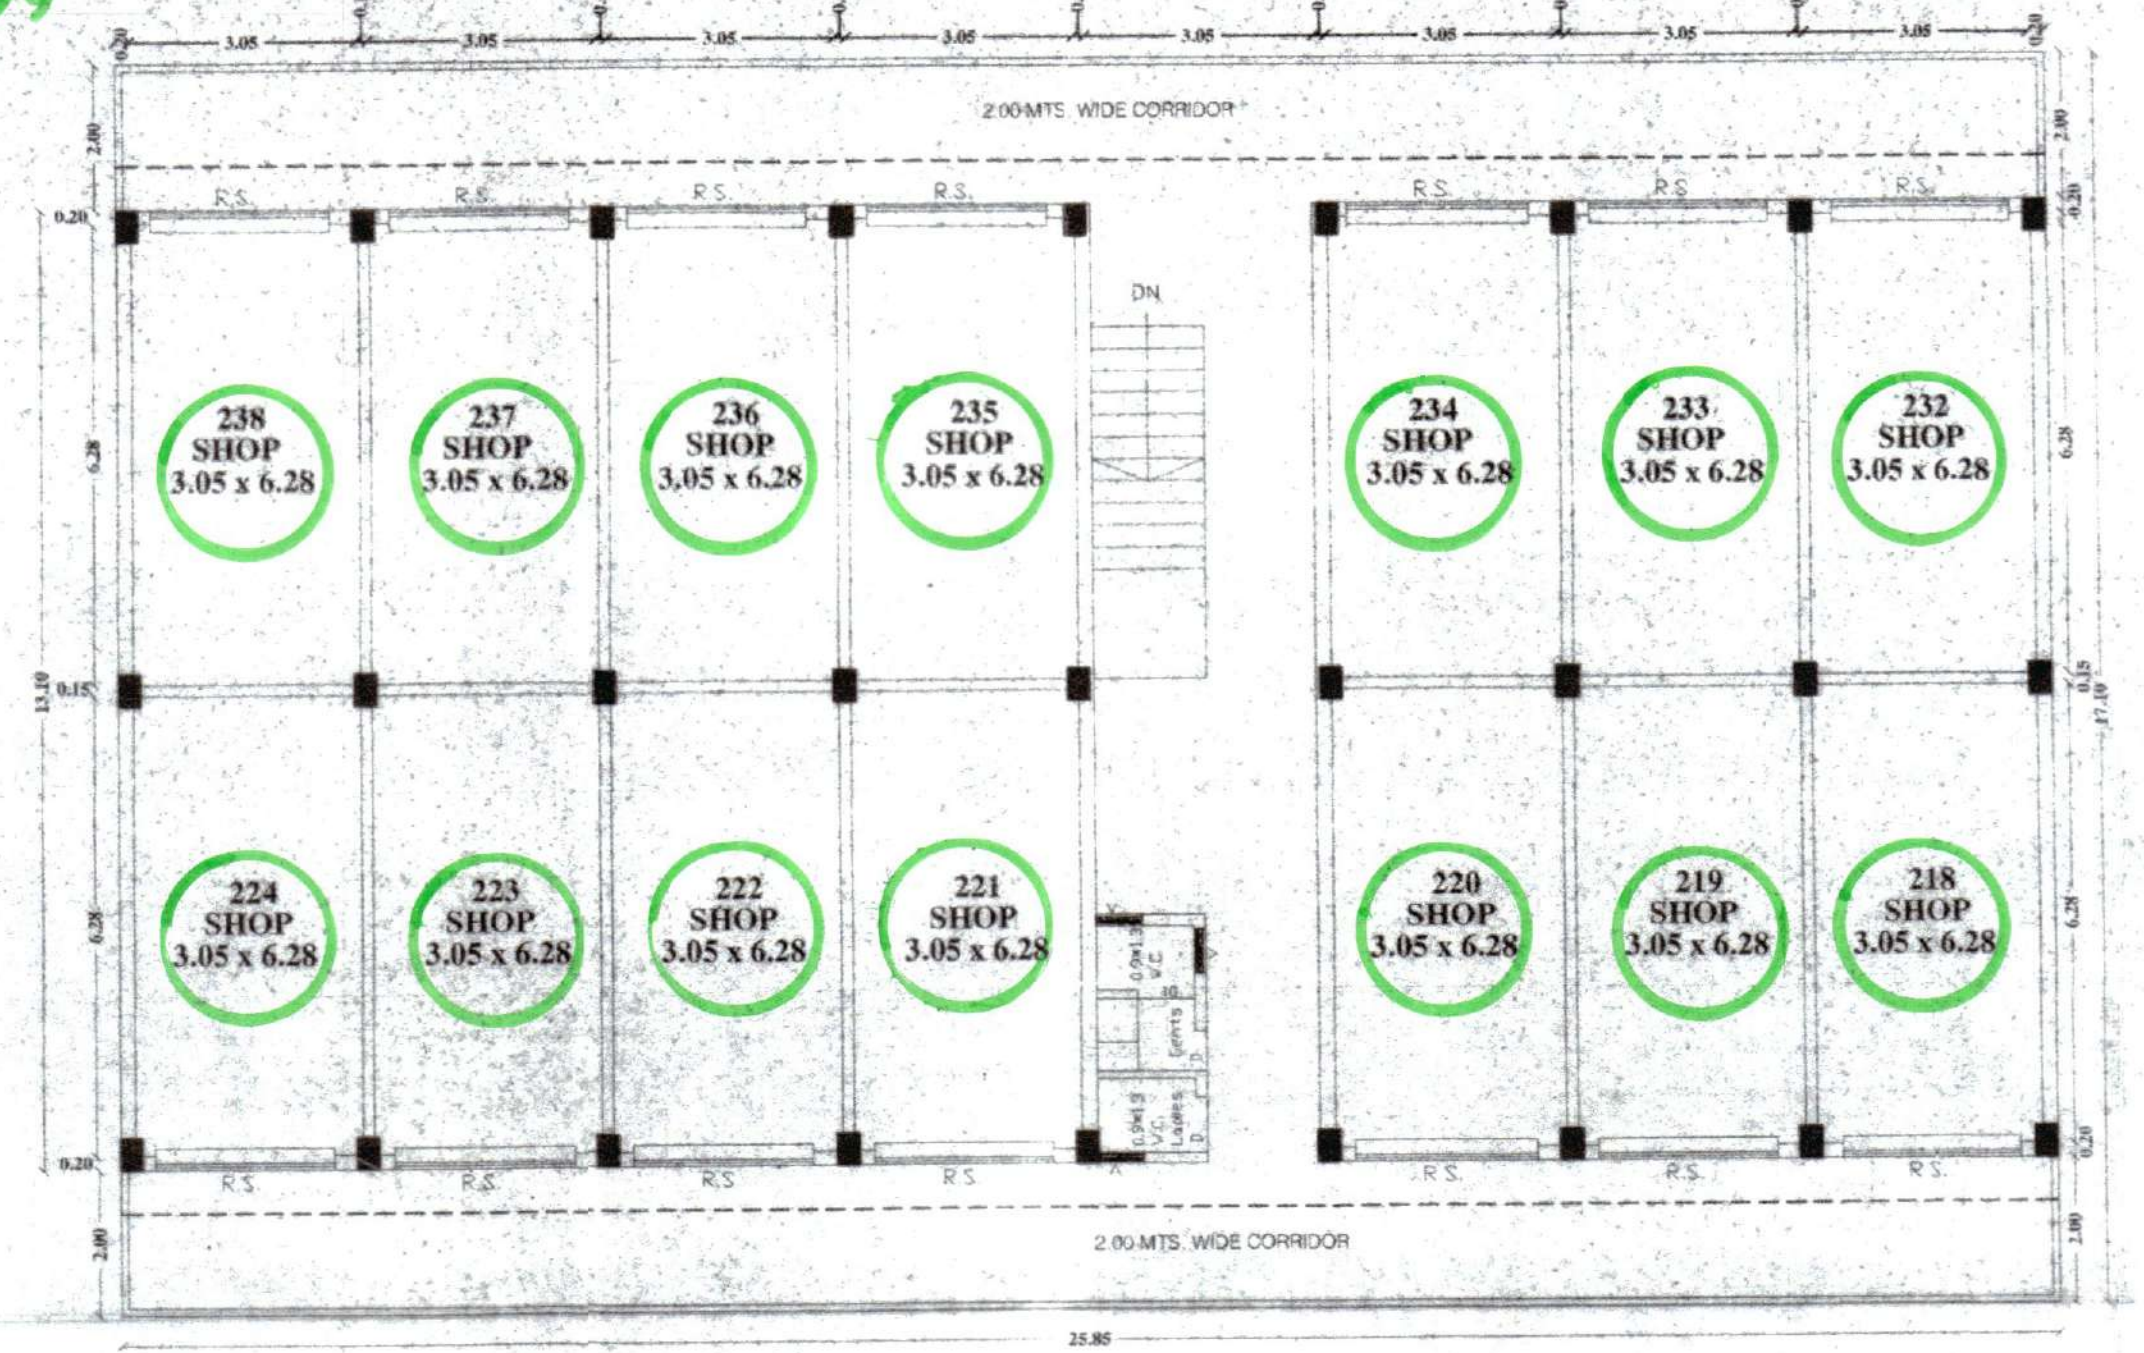 3.05 3.05 3.05 3.05 3.05 3.05 3.05 3.05
0.20 0.20
2.00 MTS. WIDE CORRIDOR
2.00 2.00
R.S. R.S. R.S. R.S. R.S. R.S. R.S.
0.20 0.20
DN
238
SHOP
3.05 x 6.28
237
SHOP
3.05 x 6.28
236
SHOP
3.05 x 6.28
235
SHOP
3.05 x 6.28
234
SHOP
3.05 x 6.28
233
SHOP
3.05 x 6.28
232
SHOP
3.05 x 6.28
6.28 6.28
13.10 0.15 0.15 17.10
224
SHOP
3.05 x 6.28
223
SHOP
3.05 x 6.28
222
SHOP
3.05 x 6.28
221
SHOP
3.05 x 6.28
220
SHOP
3.05 x 6.28
219
SHOP
3.05 x 6.28
218
SHOP
3.05 x 6.28
6.28 6.28
W.C.
Gents
D
W.C.
Ladies
D
0.20 0.20
R.S. R.S. R.S. R.S. R.S. R.S. R.S.
2.00 MTS. WIDE CORRIDOR
2.00 2.00
25.85